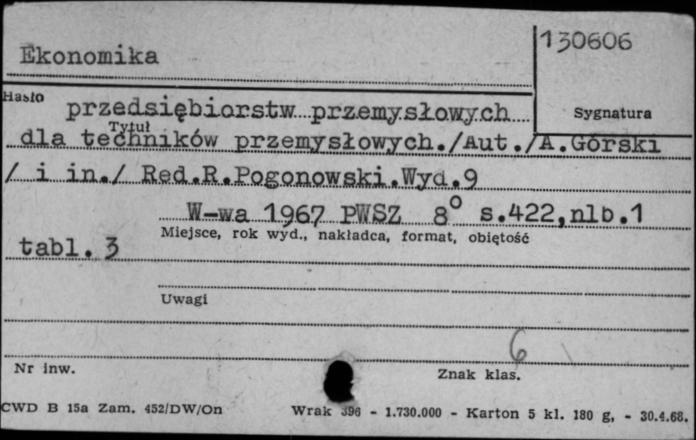 Ekonomika
130606
Hasło
Sygnatura
przedsiębiorstw przemysłowych
Tytuł
dla techników przemysłowych./Aut./A.Górski
/ i in./ Red.R.Pogonowski.Wyd.9
W-wa 1967 PWSZ 8° s.422,nlb.1
Miejsce, rok wyd., nakładca, format, objętość
tabl. 3
Uwagi
6
Nr inw.
Znak klas.
CWD B 15a Zam. 452/DW/On Wrak 396 - 1.730.000 - Karton 5 kl. 180 g, - 30.4.68.